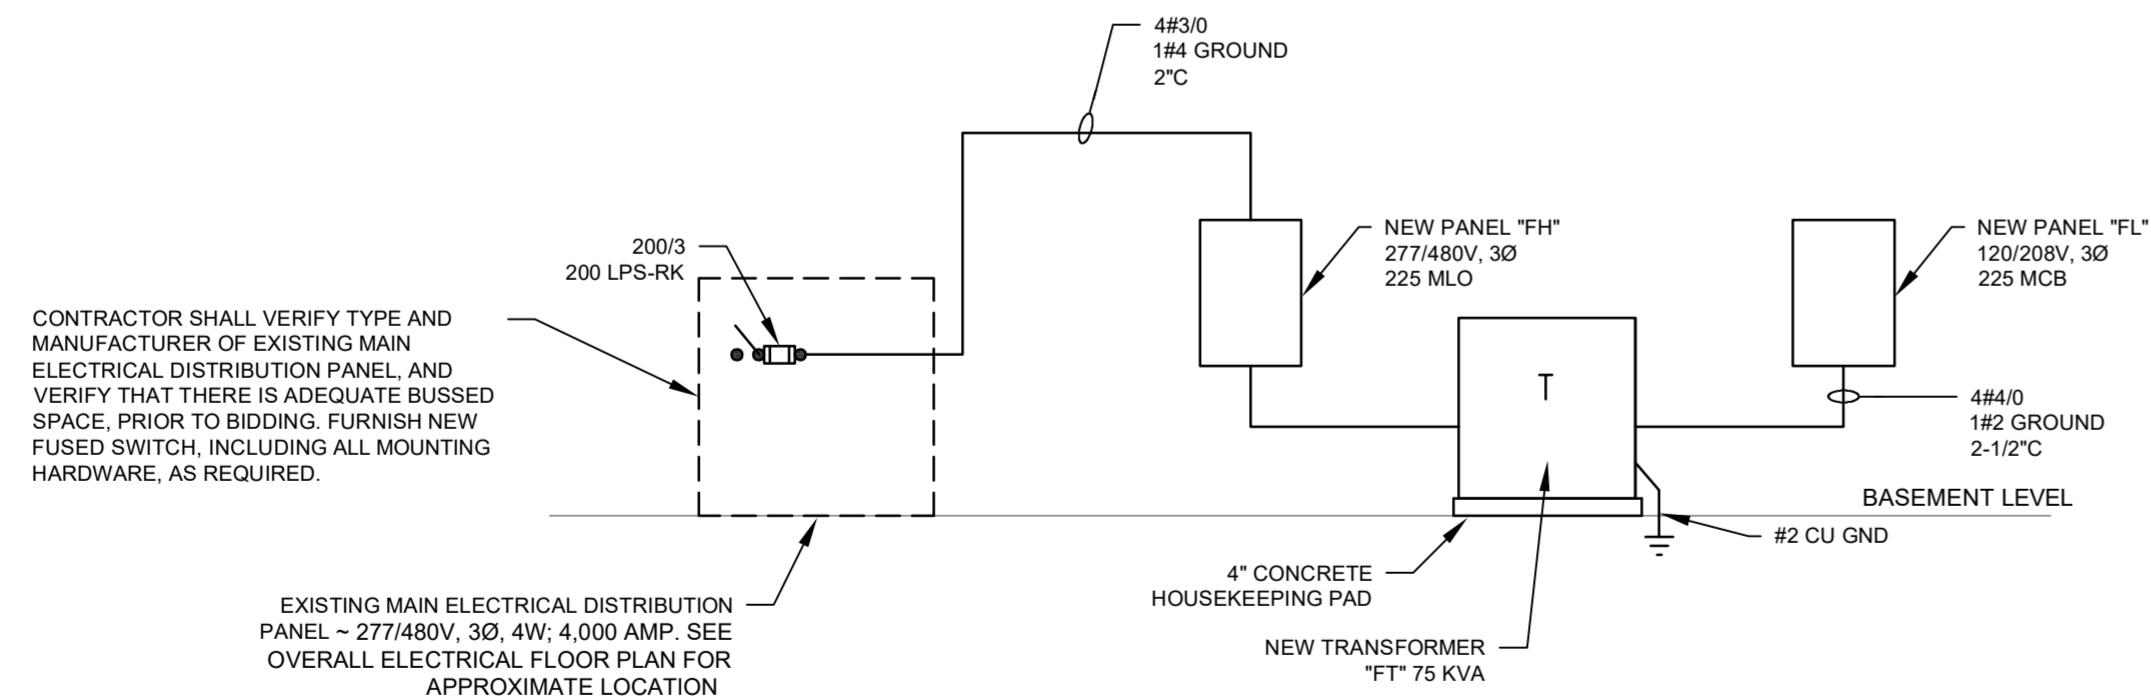 4#3/0
1#4 GROUND
2"C
200/3
200 LPS-RK
CONTRACTOR SHALL VERIFY TYPE AND
MANUFACTURER OF EXISTING MAIN
ELECTRICAL DISTRIBUTION PANEL, AND
VERIFY THAT THERE IS ADEQUATE BUSSED
SPACE, PRIOR TO BIDDING. FURNISH NEW
FUSED SWITCH, INCLUDING ALL MOUNTING
HARDWARE, AS REQUIRED.
NEW PANEL "FH"
277/480V, 3Ø
225 MLO
NEW PANEL "FL"
120/208V, 3Ø
225 MCB
T
4#4/0
1#2 GROUND
2-1/2"C
BASEMENT LEVEL
#2 CU GND
4" CONCRETE
HOUSEKEEPING PAD
EXISTING MAIN ELECTRICAL DISTRIBUTION
PANEL ~ 277/480V, 3Ø, 4W; 4,000 AMP. SEE
OVERALL ELECTRICAL FLOOR PLAN FOR
APPROXIMATE LOCATION
NEW TRANSFORMER
"FT" 75 KVA